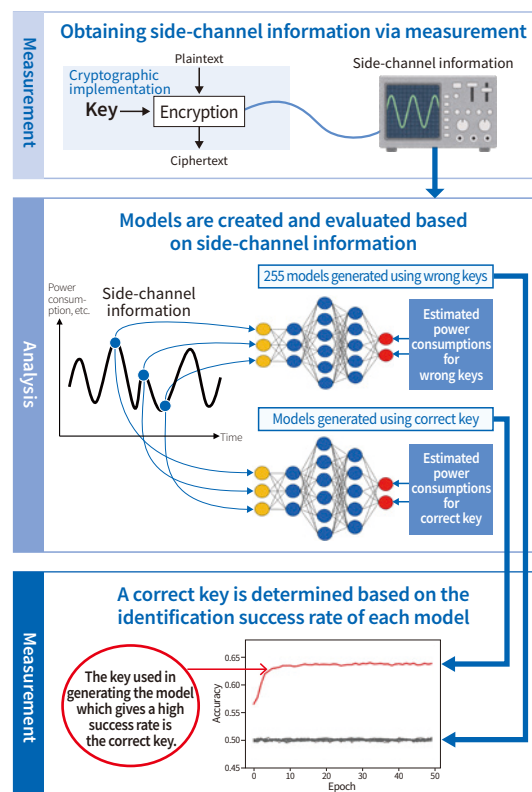 Measurement
Obtaining side-channel information via measurement
Plaintext
Side-channel information
Cryptographic
implementation
Key
Encryption
Ciphertext
Analysis
Models are created and evaluated based
on side-channel information
255 models generated using wrong keys
Power
consum-
ption, etc.
Side-channel
information
Estimated
power
consumptions
for
wrong keys
Models generated using correct key
Time
Estimated
power
consumptions
for
correct key
Measurement
A correct key is determined based on the
identification success rate of each model
The key used in
generating the model
which gives a high
success rate is
the correct key.
Accuracy
0.65
0.60
0.55
0.50
0.45
0 10 20 30 40 50
Epoch